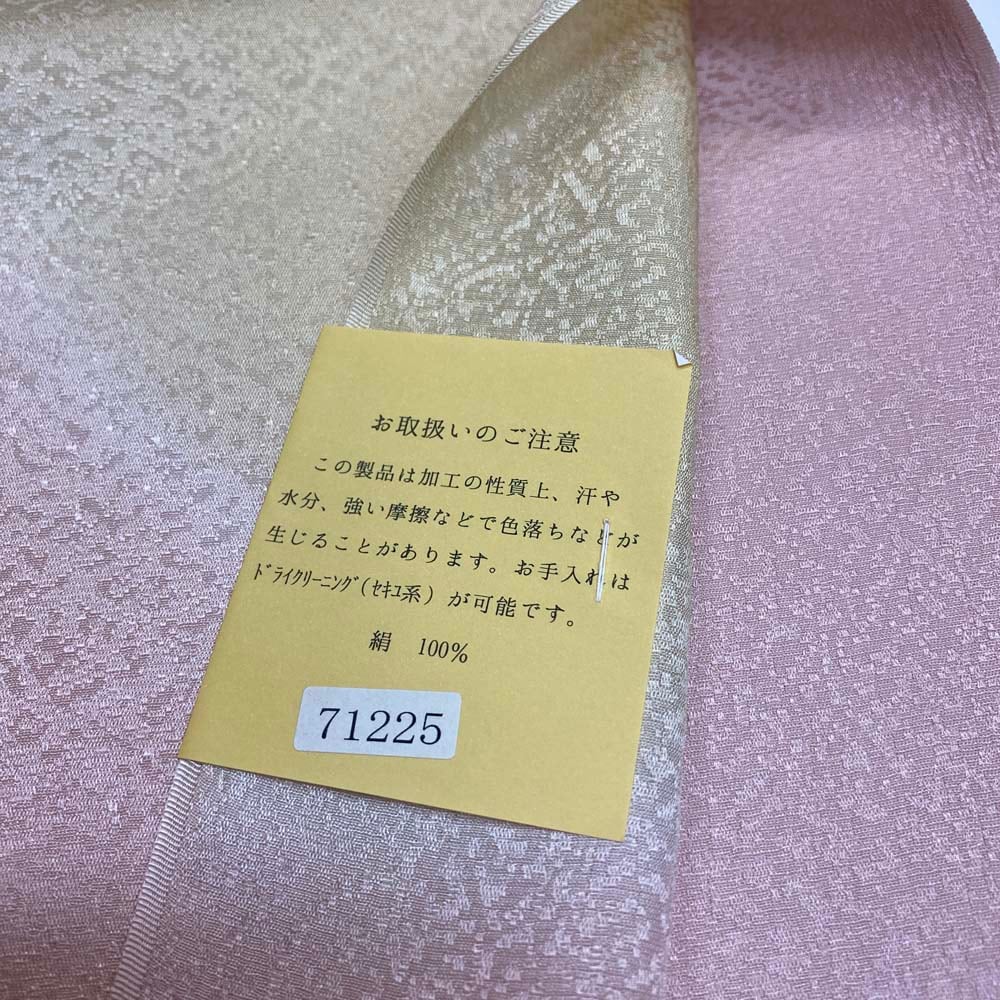 お取扱いのご注意
この製品は加工の性質上、汗や
水分、強い摩擦などで色落ちなどが
生じることがあります。お手入れは
ﾄﾞﾗｲｸﾘｰﾆﾝｸﾞ(ｾｷﾕ系)が可能です。
絹 100%
71225